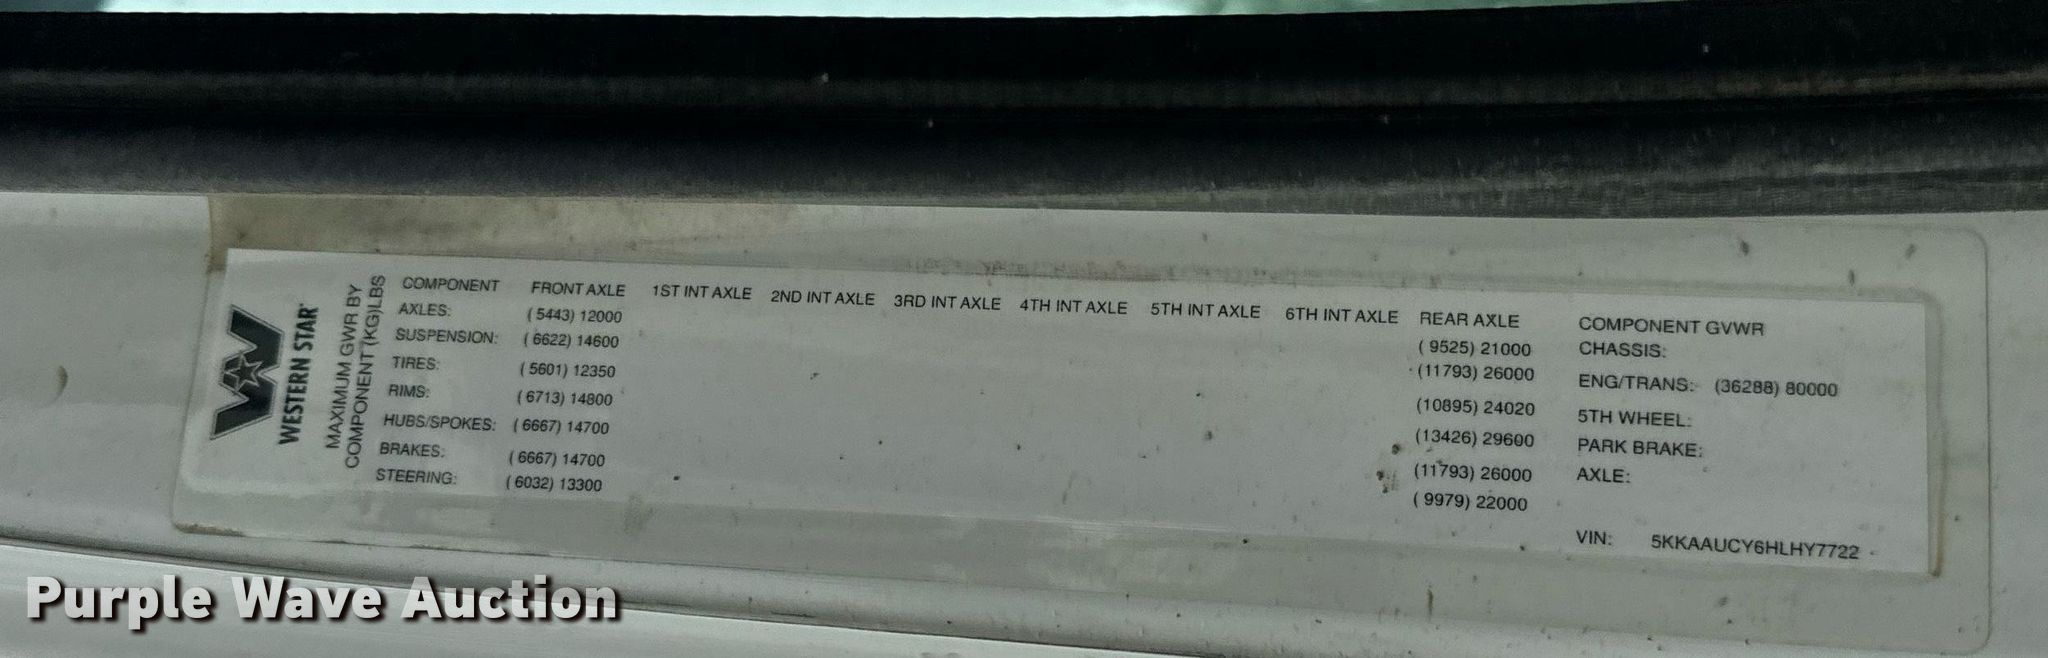 WESTERN STAR
MAXIMUM GWR BY
COMPONENT (KG)LBS
COMPONENT FRONT AXLE 1ST INT AXLE 2ND INT AXLE 3RD INT AXLE 4TH INT AXLE 5TH INT AXLE 6TH INT AXLE REAR AXLE COMPONENT GVWR
AXLES: ( 5443) 12000 ( 9525) 21000 CHASSIS:
SUSPENSION: ( 6622) 14600 (11793) 26000 ENG/TRANS: (36288) 80000
TIRES: ( 5601) 12350 (10895) 24020 5TH WHEEL:
RIMS: ( 6713) 14800 (13426) 29600 PARK BRAKE:
HUBS/SPOKES: ( 6667) 14700 (11793) 26000 AXLE:
BRAKES: ( 6667) 14700 ( 9979) 22000
STEERING: ( 6032) 13300
VIN: 5KKAAUCY6HLHY7722
Purple Wave Auction